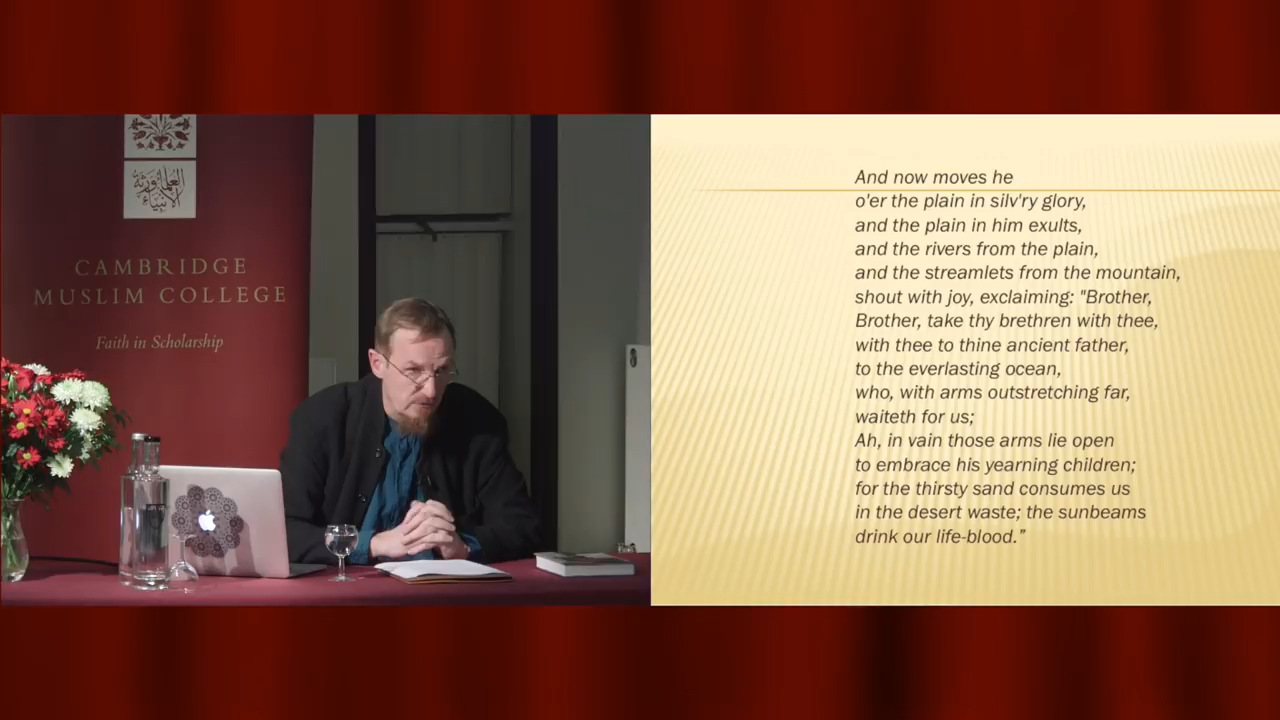 العلماء ورثة
الأنبياء
CAMBRIDGE
MUSLIM COLLEGE
Faith in Scholarship
And now moves he
o'er the plain in silv'ry glory,
and the plain in him exults,
and the rivers from the plain,
and the streamlets from the mountain,
shout with joy, exclaiming: "Brother,
Brother, take thy brethren with thee,
with thee to thine ancient father,
to the everlasting ocean,
who, with arms outstretching far,
waiteth for us;
Ah, in vain those arms lie open
to embrace his yearning children;
for the thirsty sand consumes us
in the desert waste; the sunbeams
drink our life-blood.”